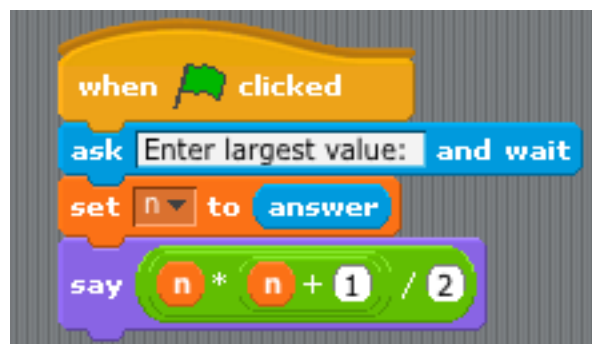 when clicked
ask Enter largest value: and wait
set n to answer
say n * n + 1 / 2